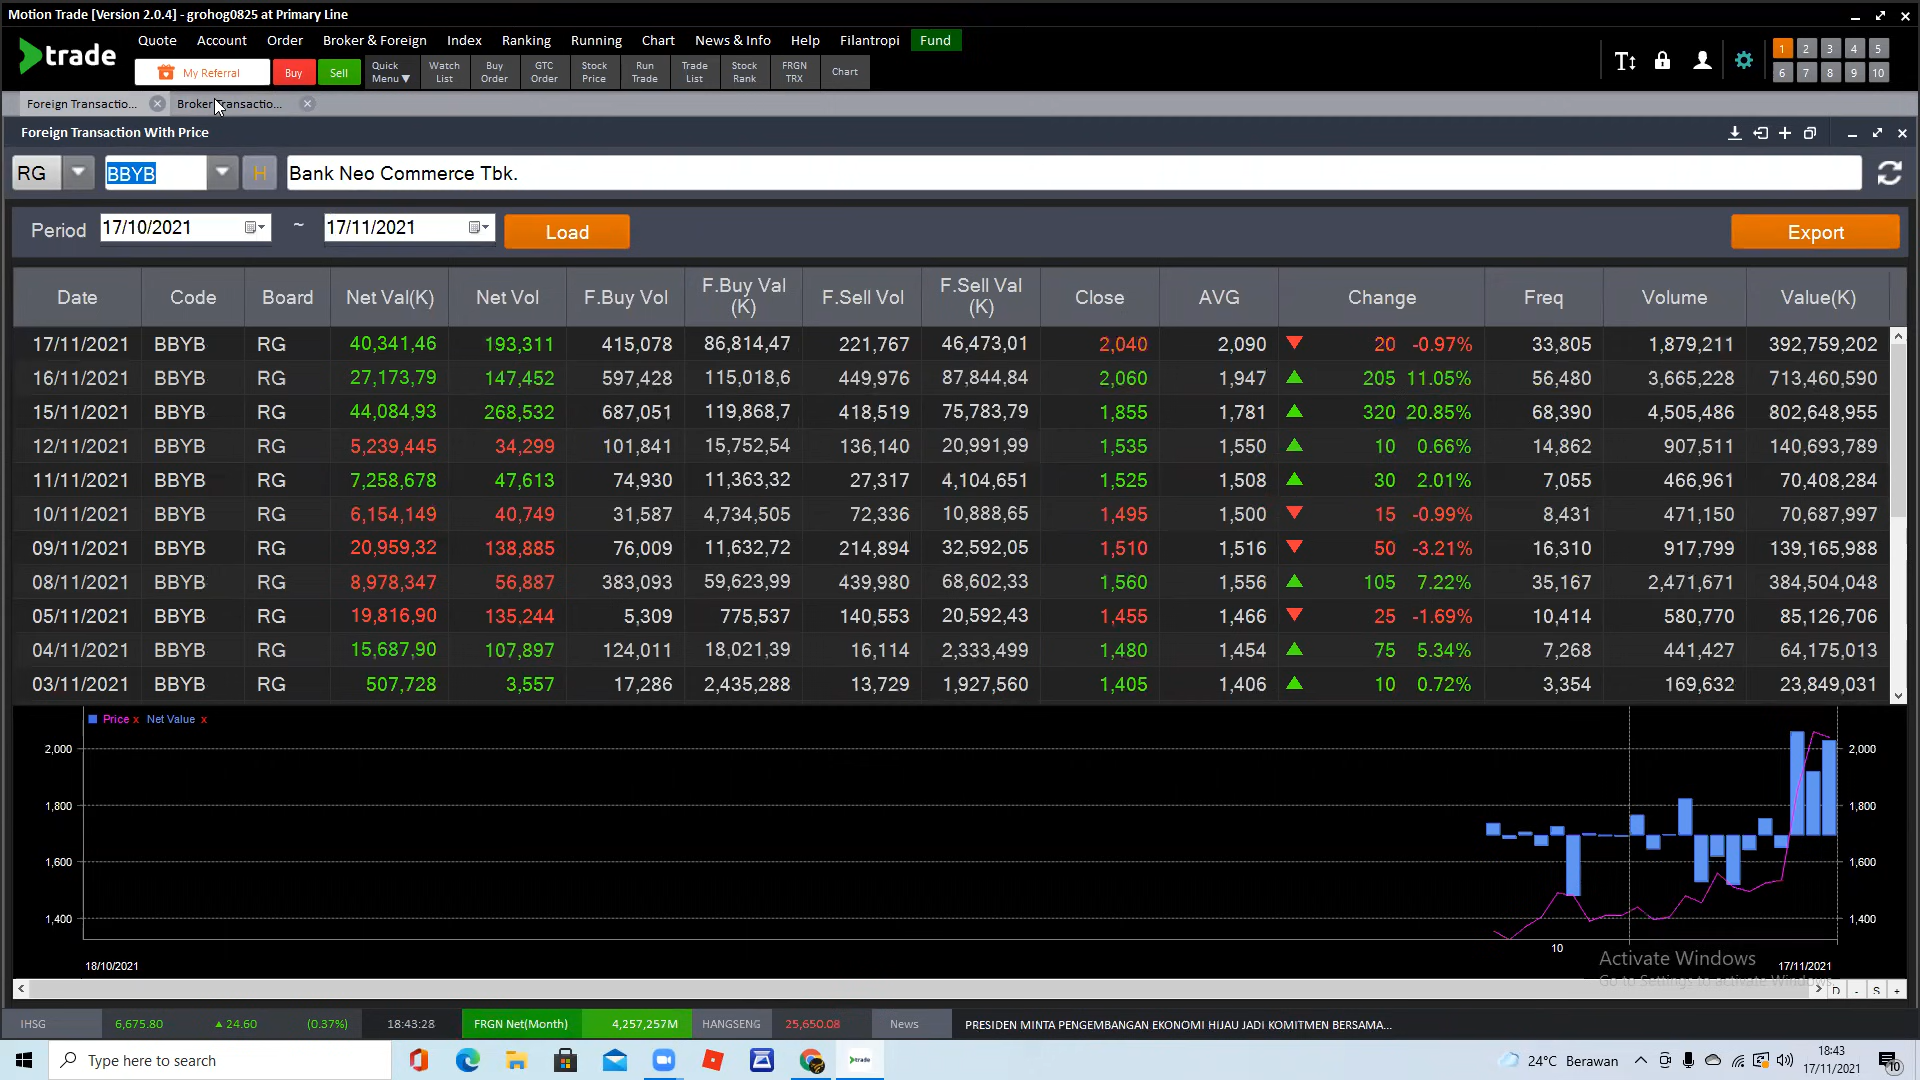 Motion Trade [Version 2.0.4] - grohog0825 at Primary Line
trade
Quote Account Order Broker & Foreign Index Ranking Running Chart News & Info Help Filantropi Fund
My Referral Buy Sell Quick Menu▼ Watch List Buy Order GTC Order Stock Price Run Trade Trade List Stock Rank FRGN TRX Chart
1 2 3 4 5
6 7 8 9 10
Foreign Transactio... Broker Transactio...
Foreign Transaction With Price
RG BBYB H Bank Neo Commerce Tbk.
Period 17/10/2021 ~ 17/11/2021 Load Export
Date Code Board Net Val(K) Net Vol F.Buy Vol F.Buy Val (K) F.Sell Vol F.Sell Val (K) Close AVG Change Freq Volume Value(K)
17/11/2021 BBYB RG 40,341,46 193,311 415,078 86,814,47 221,767 46,473,01 2,040 2,090 ▼ 20 -0.97% 33,805 1,879,211 392,759,202
16/11/2021 BBYB RG 27,173,79 147,452 597,428 115,018,6 449,976 87,844,84 2,060 1,947 ▲ 205 11.05% 56,480 3,665,228 713,460,590
15/11/2021 BBYB RG 44,084,93 268,532 687,051 119,868,7 418,519 75,783,79 1,855 1,781 ▲ 320 20.85% 68,390 4,505,486 802,648,955
12/11/2021 BBYB RG 5,239,445 34,299 101,841 15,752,54 136,140 20,991,99 1,535 1,550 ▲ 10 0.66% 14,862 907,511 140,693,789
11/11/2021 BBYB RG 7,258,678 47,613 74,930 11,363,32 27,317 4,104,651 1,525 1,508 ▲ 30 2.01% 7,055 466,961 70,408,284
10/11/2021 BBYB RG 6,154,149 40,749 31,587 4,734,505 72,336 10,888,65 1,495 1,500 ▼ 15 -0.99% 8,431 471,150 70,687,997
09/11/2021 BBYB RG 20,959,32 138,885 76,009 11,632,72 214,894 32,592,05 1,510 1,516 ▼ 50 -3.21% 16,310 917,799 139,165,988
08/11/2021 BBYB RG 8,978,347 56,887 383,093 59,623,99 439,980 68,602,33 1,560 1,556 ▲ 105 7.22% 35,167 2,471,671 384,504,048
05/11/2021 BBYB RG 19,816,90 135,244 5,309 775,537 140,553 20,592,43 1,455 1,466 ▼ 25 -1.69% 10,414 580,770 85,126,706
04/11/2021 BBYB RG 15,687,90 107,897 124,011 18,021,39 16,114 2,333,499 1,480 1,454 ▲ 75 5.34% 7,268 441,427 64,175,013
03/11/2021 BBYB RG 507,728 3,557 17,286 2,435,288 13,729 1,927,560 1,405 1,406 ▲ 10 0.72% 3,354 169,632 23,849,031
Price x Net Value x
2,000 2,000
1,800 1,800
1,600 1,600
1,400 1,400
10
18/10/2021 17/11/2021
Activate Windows
Go to Settings to activate Windows.
D - S +
IHSG 6,675.80 ▲ 24.60 (0.37%) 18:43:28 FRGN Net(Month) 4,257,257M HANGSENG 25,650.08 News PRESIDEN MINTA PENGEMBANGAN EKONOMI HIJAU JADI KOMITMEN BERSAMA...
Type here to search trade 24°C Berawan 18:43
17/11/2021 10